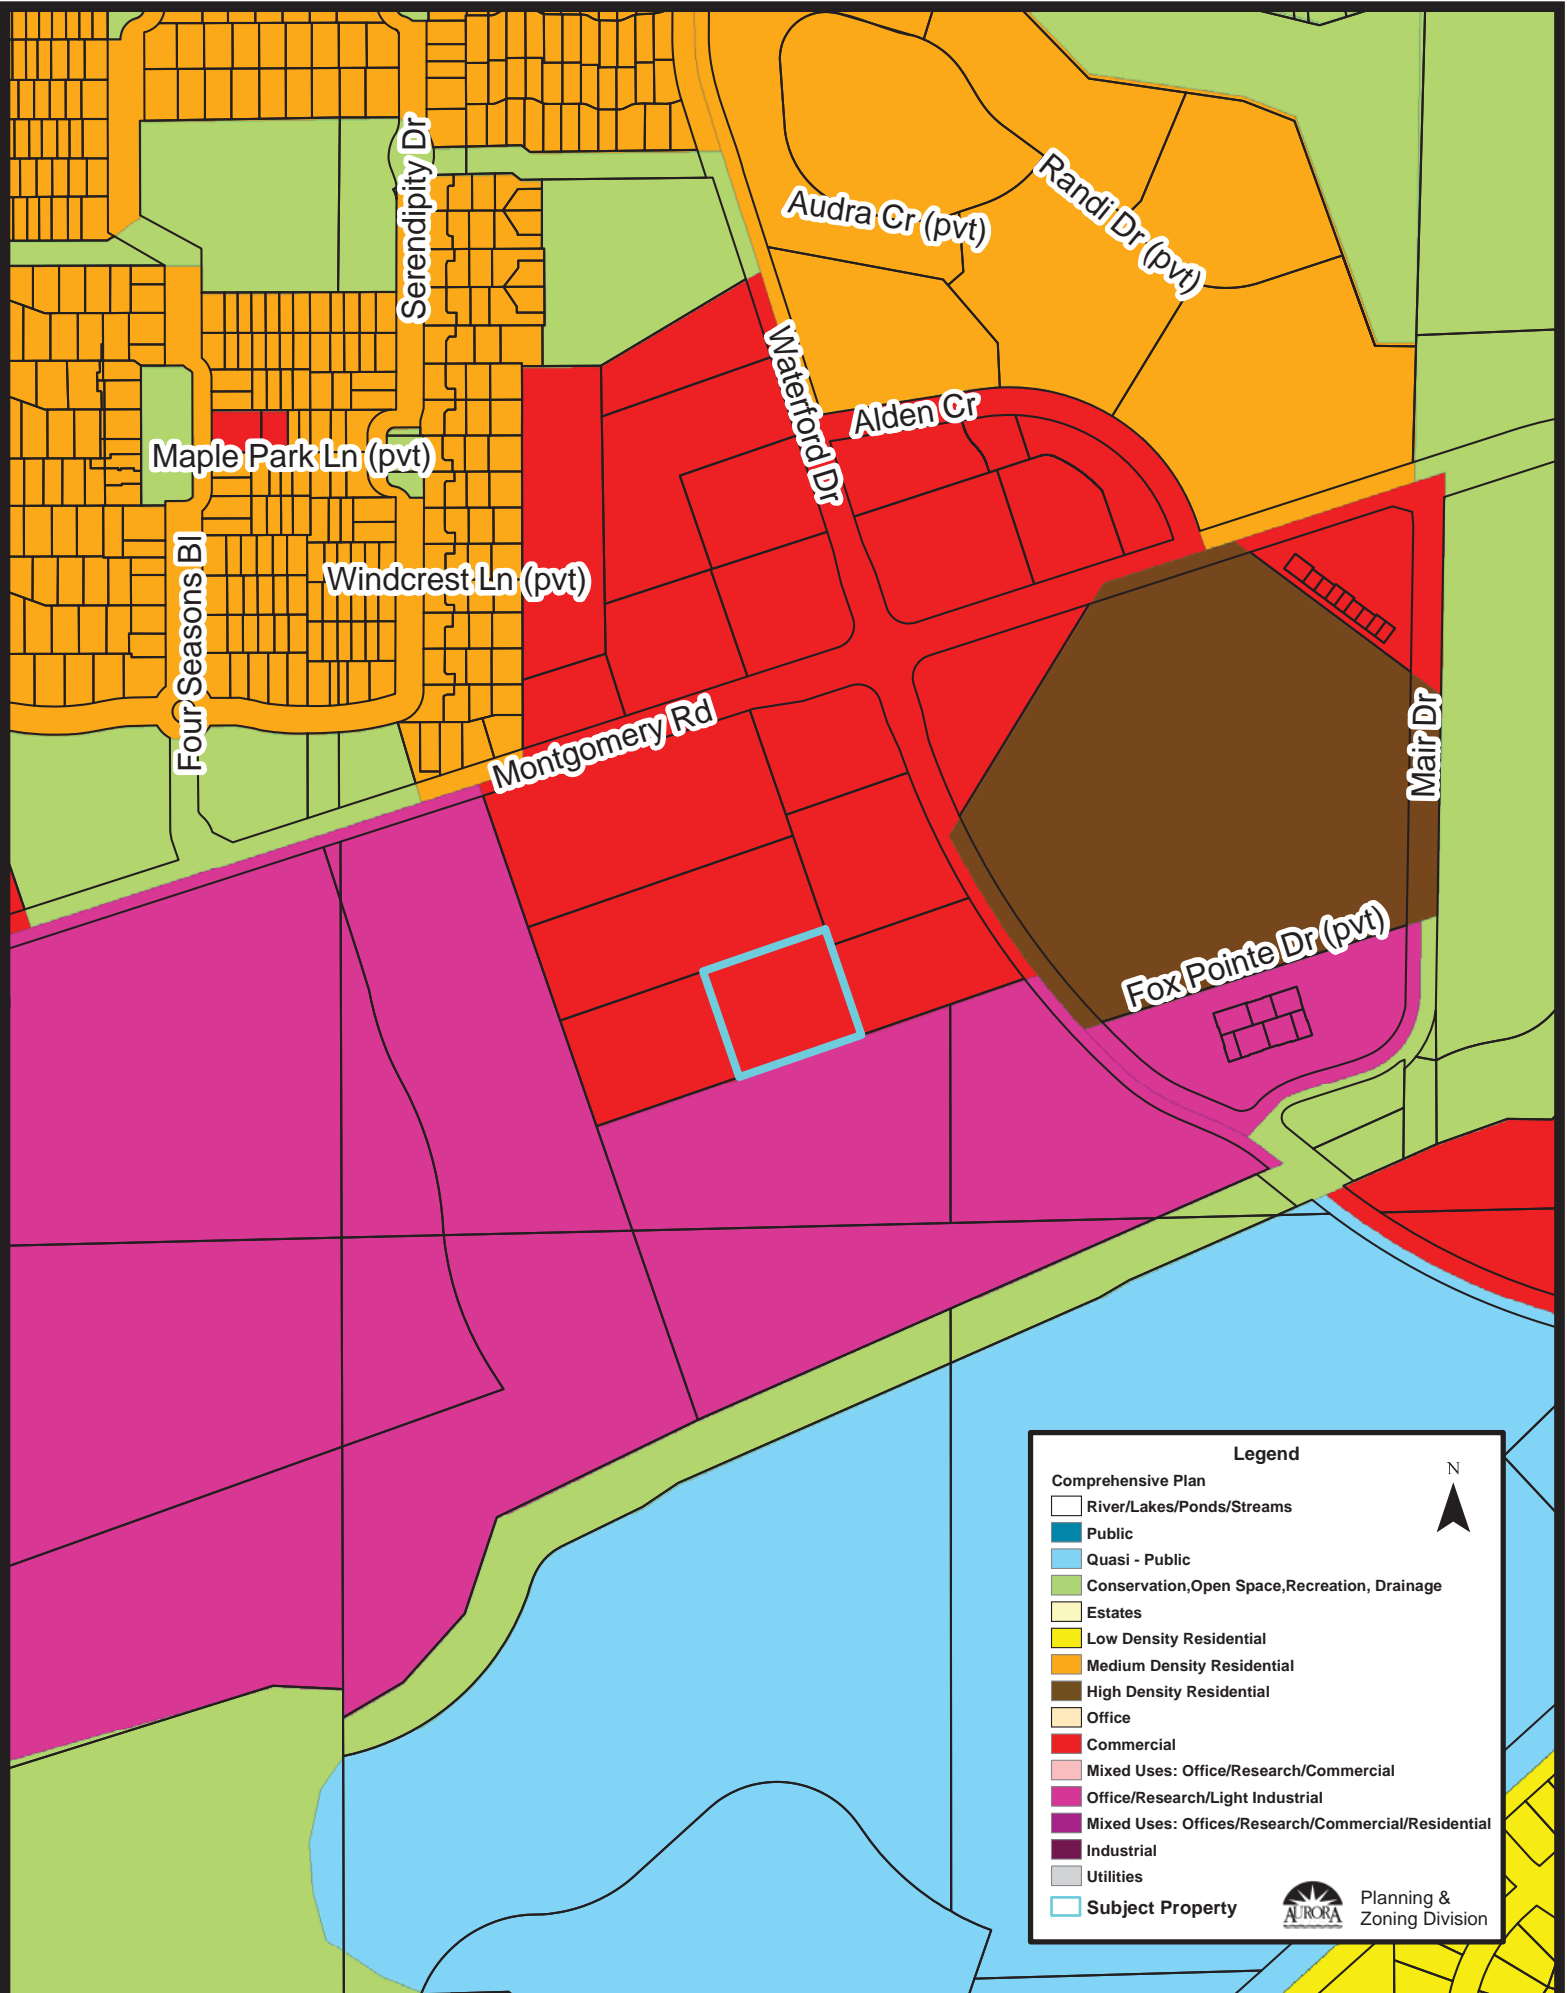 Serendipity Dr
Audra Cr (pvt)
Randi Dr (pvt)
Waterford Dr
Alden Cr
Maple Park Ln (pvt)
Windcrest Ln (pvt)
Four Seasons Bl
Montgomery Rd
Mair Dr
Fox Pointe Dr (pvt)
Legend
Comprehensive Plan
N
River/Lakes/Ponds/Streams
Public
Quasi - Public
Conservation,Open Space,Recreation, Drainage
Estates
Low Density Residential
Medium Density Residential
High Density Residential
Office
Commercial
Mixed Uses: Office/Research/Commercial
Office/Research/Light Industrial
Mixed Uses: Offices/Research/Commercial/Residential
Industrial
Utilities
Subject Property
AURORA
Planning &
Zoning Division